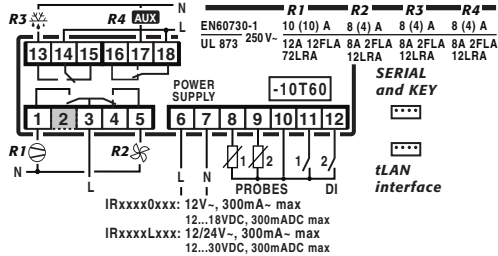 R3 R4 AUX N L
13 14 15 16 17 18
R1 R2 R3 R4
EN60730-1 250 V~ 10 (10) A 8 (4) A 8 (4) A 8 (4) A
UL 873 12A 12FLA 72LRA 8A 2FLA 12LRA 8A 2FLA 12LRA 8A 2FLA 12LRA
POWER SUPPLY
-10T60
SERIAL and KEY
1 2 3 4 5 6 7 8 9 10 11 12
R1 R2 1 2 1 2
N L L N PROBES DI
tLAN interface
IRxxxx0xxx: 12V~, 300mA~ max
12...18VDC, 300mADC max
IRxxxxLxxx: 12/24V~, 300mA~ max
12...30VDC, 300mADC max